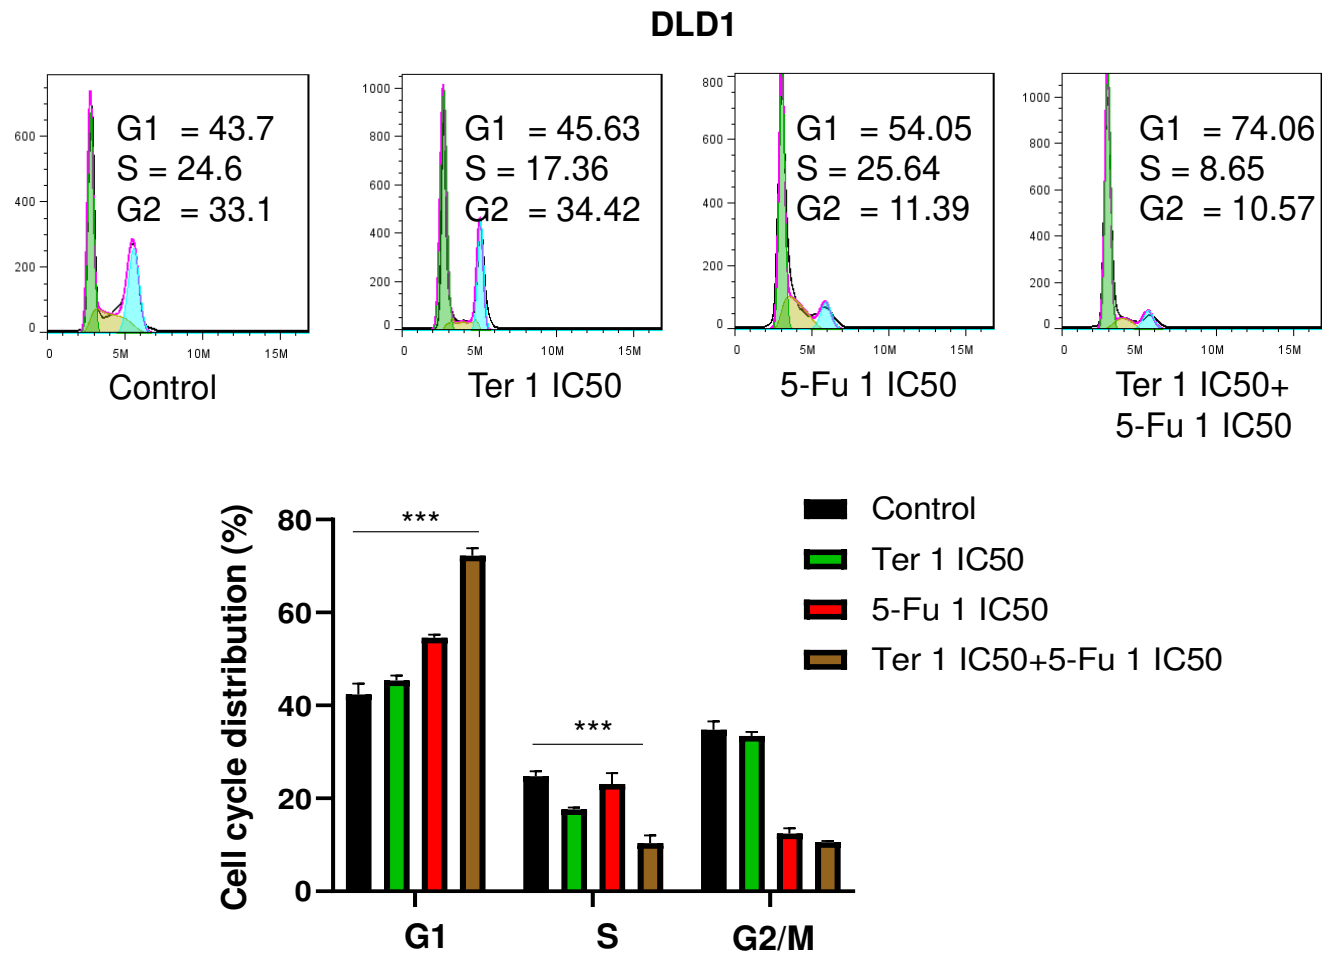 DLD1
600
400
200
0
0 5M 10M 15M
G1 = 43.7
S = 24.6
G2 = 33.1
Control
1000
800
600
400
200
0
0 5M 10M 15M
G1 = 45.63
S = 17.36
G2 = 34.42
Ter 1 IC50
800
600
400
200
0
0 5M 10M 15M
G1 = 54.05
S = 25.64
G2 = 11.39
5-Fu 1 IC50
1000
800
600
400
200
0
0 5M 10M 15M
G1 = 74.06
S = 8.65
G2 = 10.57
Ter 1 IC50+
5-Fu 1 IC50
Cell cycle distribution (%)
80
60
40
20
0
***
***
G1 S G2/M
Control
Ter 1 IC50
5-Fu 1 IC50
Ter 1 IC50+5-Fu 1 IC50